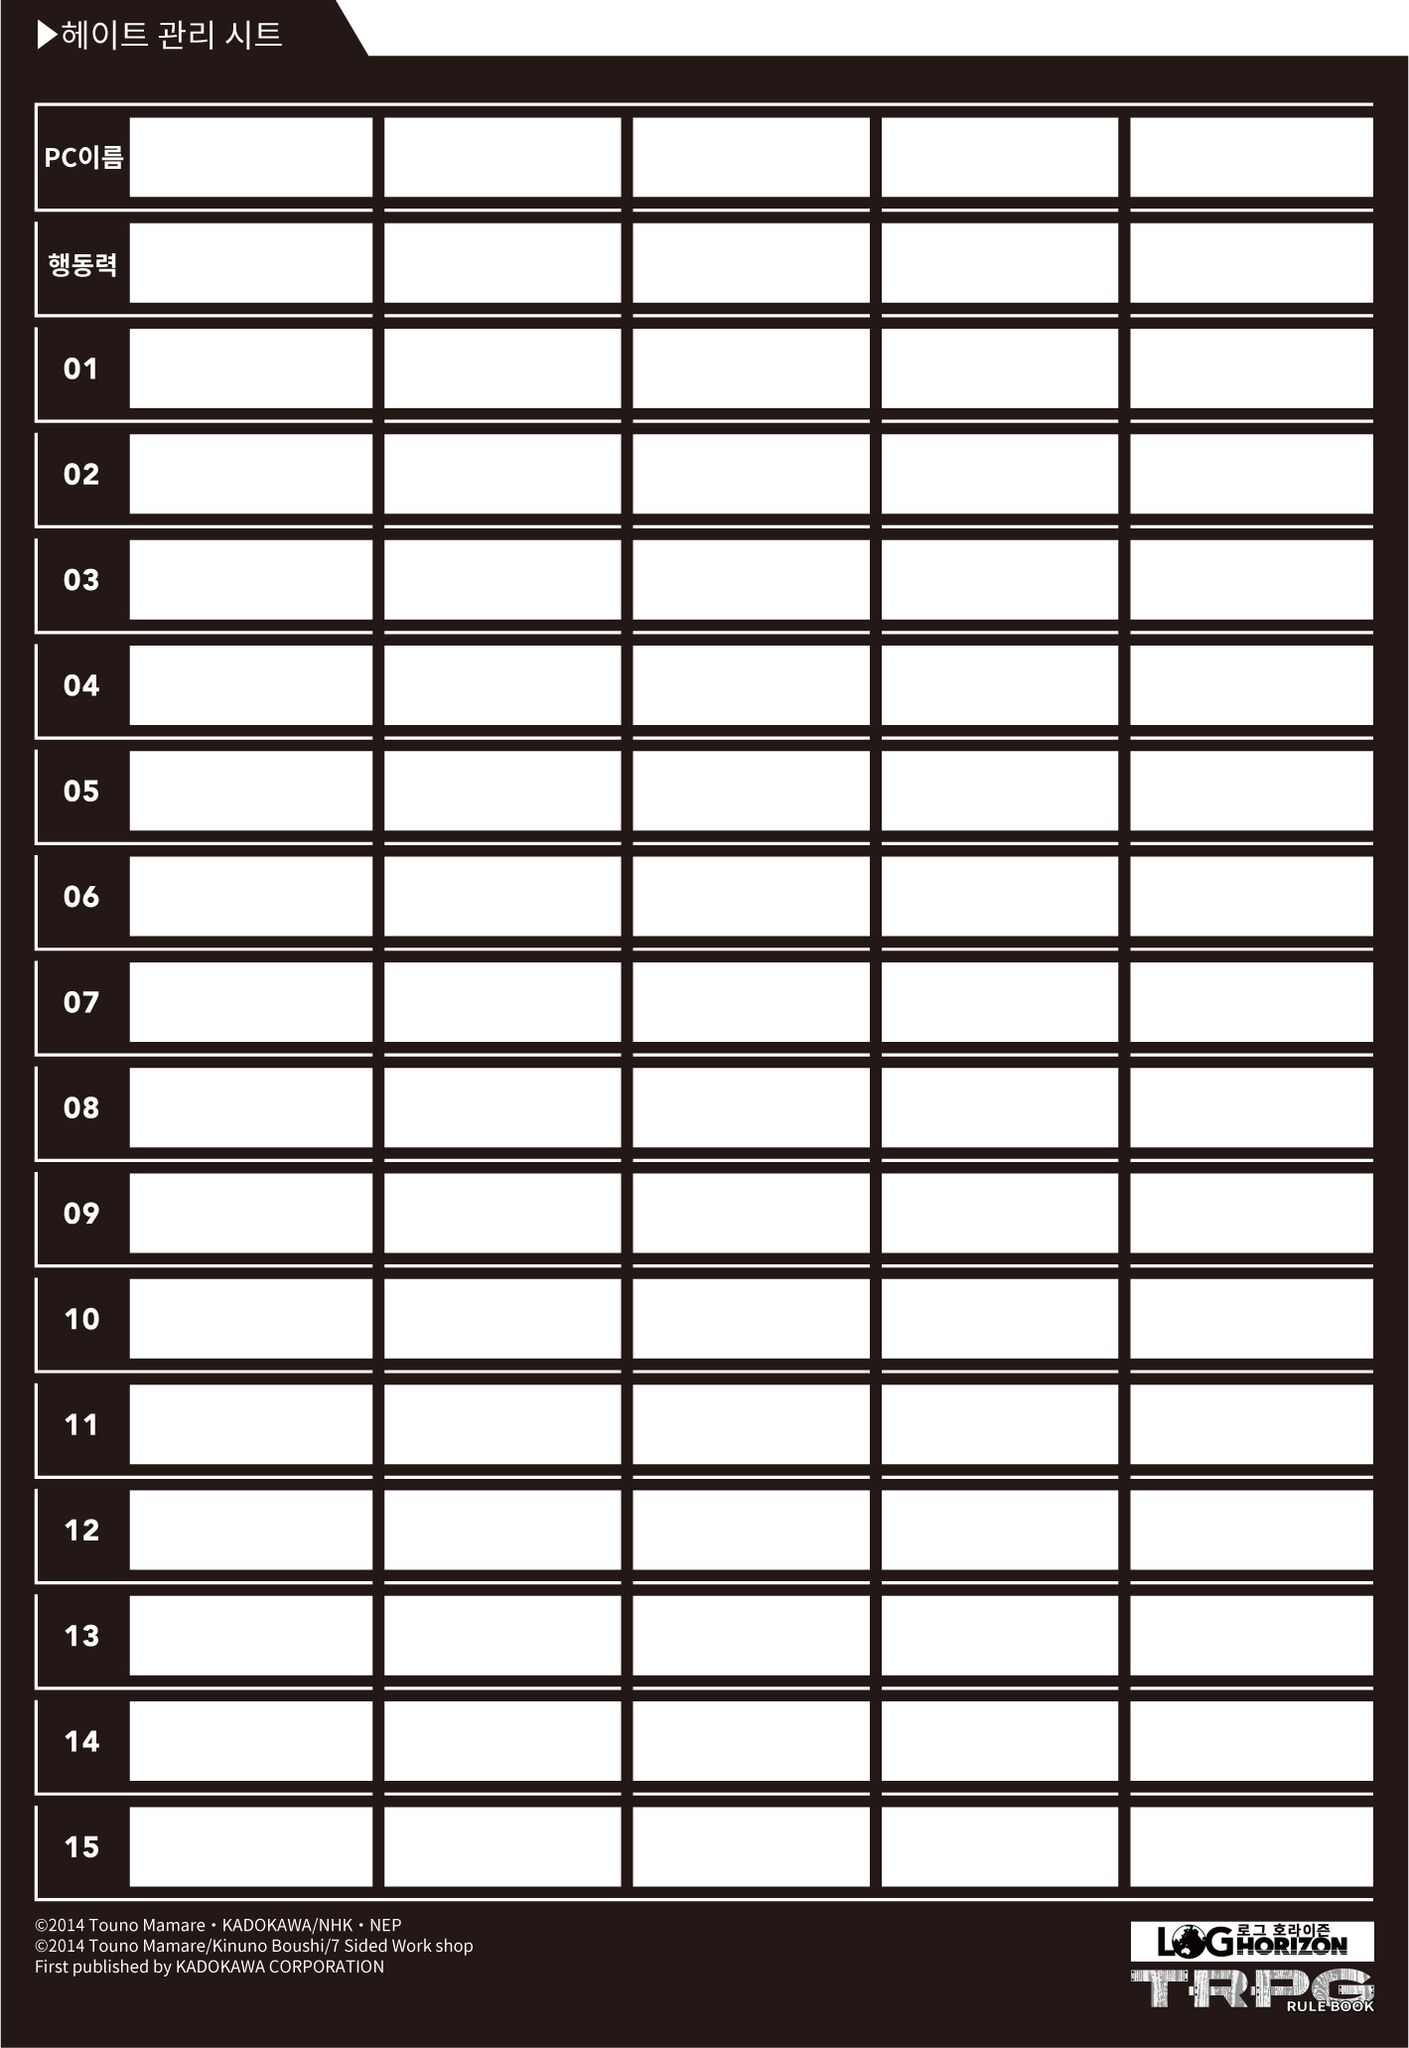 ▶헤이트 관리 시트
PC이름
행동력
01
02
03
04
05
06
07
08
09
10
11
12
13
14
15
©2014 Touno Mamare・KADOKAWA/NHK・NEP
©2014 Touno Mamare/Kinuno Boushi/7 Sided Work shop
First published by KADOKAWA CORPORATION
로그 호라이즌
LOG HORIZON
T·R·P·G
RULE BOOK